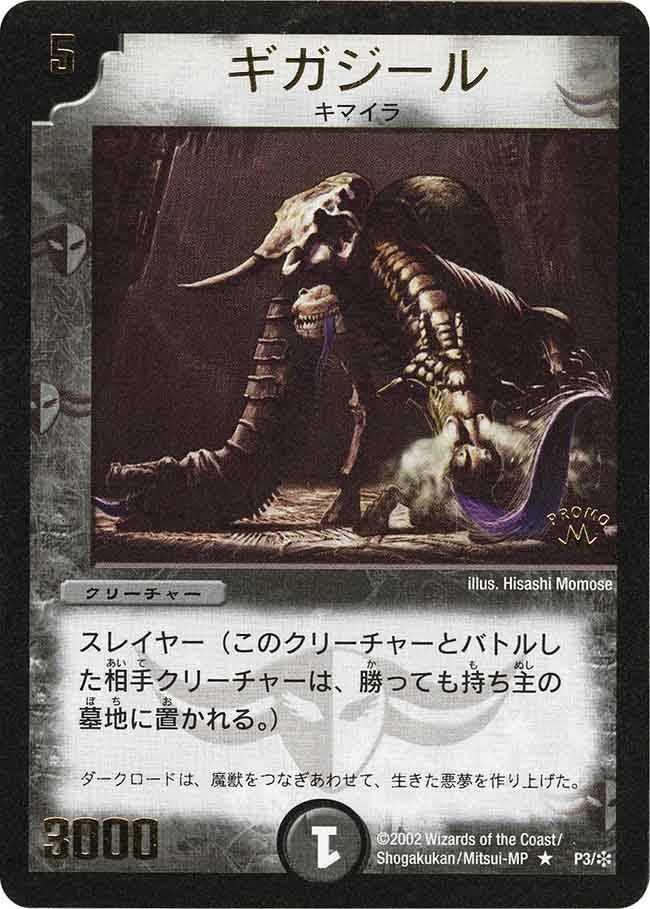 5
ギガジール
キマイラ
PROMO
M
illus. Hisashi Momose
クリーチャー
スレイヤー（このクリーチャーとバトルし
た相手クリーチャーは、勝っても持ち主の
墓地に置かれる。）
ダークロードは、魔獣をつなぎあわせて、生きた悪夢を作り上げた。
3000
1
©2002 Wizards of the Coast/
Shogakukan/Mitsui-MP ★ P3/✻